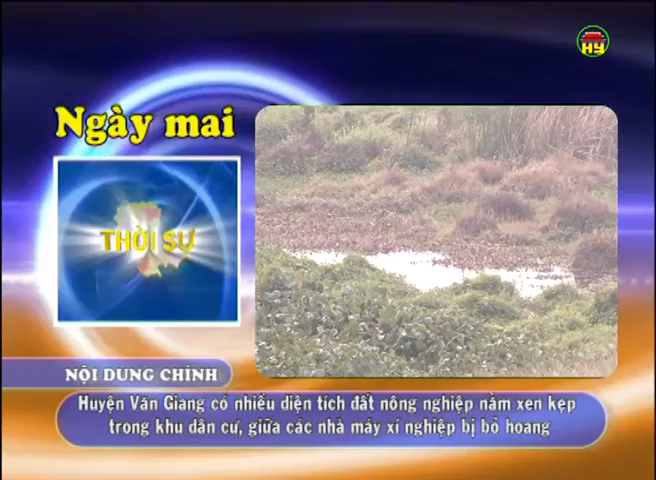 HY
Ngày mai
THỜI SỰ
NỘI DUNG CHÍNH
Huyện Văn Giang có nhiều diện tích đất nông nghiệp nằm xen kẹp
trong khu dân cư, giữa các nhà máy xí nghiệp bị bỏ hoang